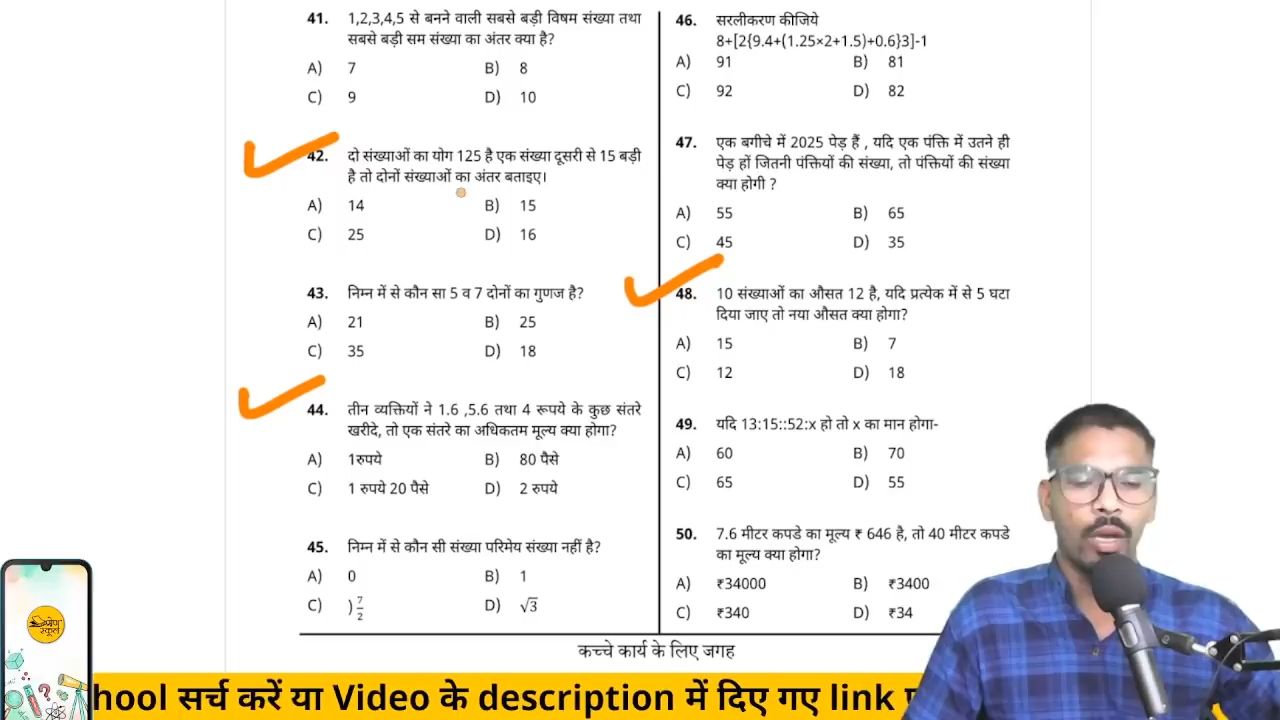 41. 1,2,3,4,5 से बनने वाली सबसे बड़ी विषम संख्या तथा
सबसे बड़ी सम संख्या का अंतर क्या है?
A) 7 B) 8
C) 9 D) 10
42. दो संख्याओं का योग 125 है एक संख्या दूसरी से 15 बड़ी
है तो दोनों संख्याओं का अंतर बताइए।
A) 14 B) 15
C) 25 D) 16
43. निम्न में से कौन सा 5 व 7 दोनों का गुणज है?
A) 21 B) 25
C) 35 D) 18
44. तीन व्यक्तियों ने 1.6 ,5.6 तथा 4 रूपये के कुछ संतरे
खरीदे, तो एक संतरे का अधिकतम मूल्य क्या होगा?
A) 1रुपये B) 80 पैसे
C) 1 रुपये 20 पैसे D) 2 रुपये
45. निम्न में से कौन सी संख्या परिमेय संख्या नहीं है?
A) 0 B) 1
C) )7/2 D) √3
46. सरलीकरण कीजिये
8+[2{9.4+(1.25×2+1.5)+0.6}3]-1
A) 91 B) 81
C) 92 D) 82
47. एक बगीचे में 2025 पेड़ हैं , यदि एक पंक्ति में उतने ही
पेड़ हों जितनी पंक्तियों की संख्या, तो पंक्तियों की संख्या
क्या होगी ?
A) 55 B) 65
C) 45 D) 35
48. 10 संख्याओं का औसत 12 है, यदि प्रत्येक में से 5 घटा
दिया जाए तो नया औसत क्या होगा?
A) 15 B) 7
C) 12 D) 18
49. यदि 13:15::52:x हो तो x का मान होगा-
A) 60 B) 70
C) 65 D) 55
50. 7.6 मीटर कपडे का मूल्य ₹ 646 है, तो 40 मीटर कपडे
का मूल्य क्या होगा?
A) ₹34000 B) ₹3400
C) ₹340 D) ₹34
कच्चे कार्य के लिए जगह
स्कूल
hool सर्च करें या Video के description में दिए गए link